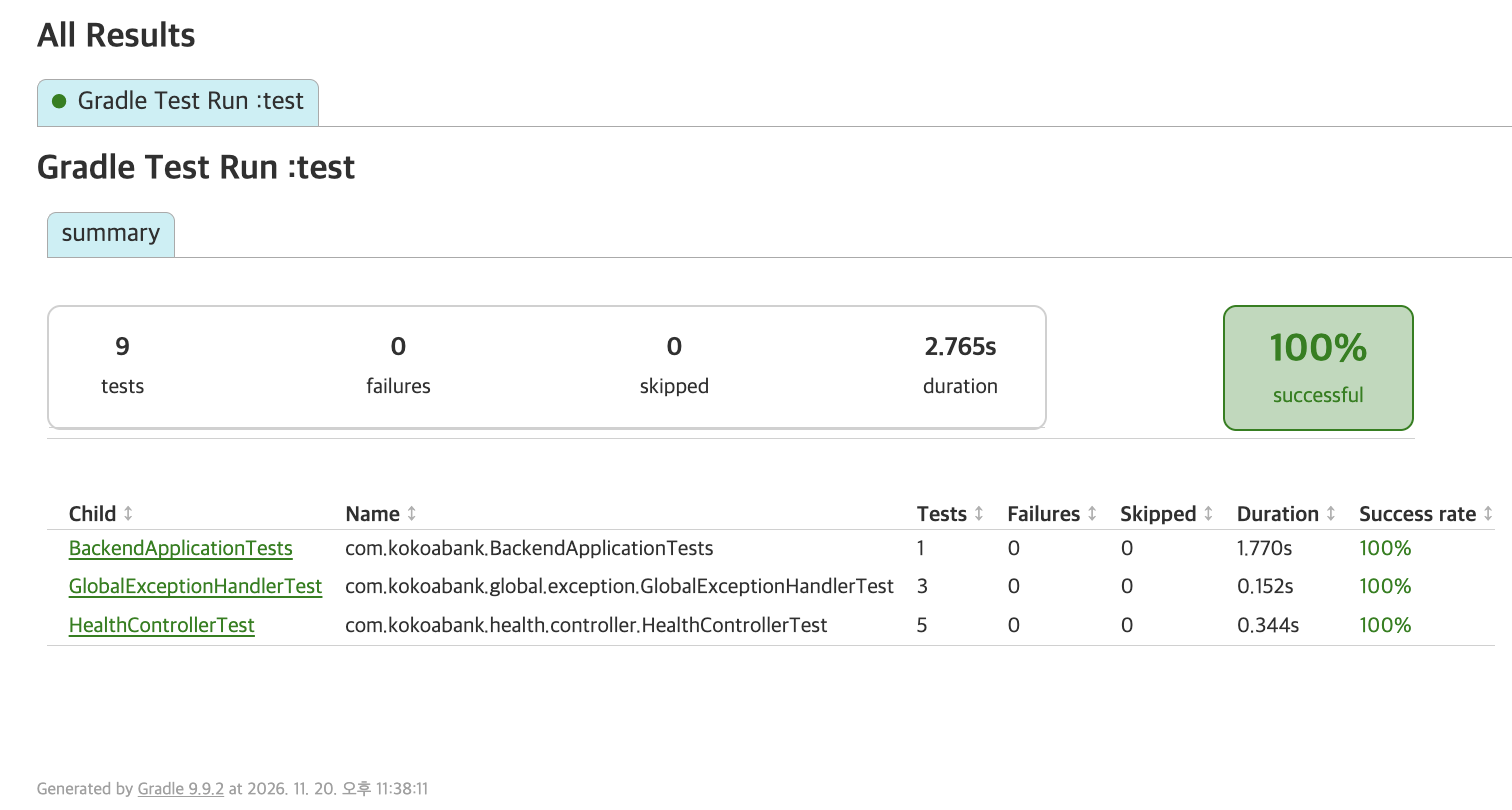 All Results
Gradle Test Run :test
Gradle Test Run :test
summary
9 0 0 2.765s 100%
tests failures skipped duration successful
Child Name Tests Failures Skipped Duration Success rate
BackendApplicationTests com.kokoabank.BackendApplicationTests 1 0 0 1.770s 100%
GlobalExceptionHandlerTest com.kokoabank.global.exception.GlobalExceptionHandlerTest 3 0 0 0.152s 100%
HealthControllerTest com.kokoabank.health.controller.HealthControllerTest 5 0 0 0.344s 100%
Generated by Gradle 9.9.2 at 2026. 11. 20. 오후 11:38:11